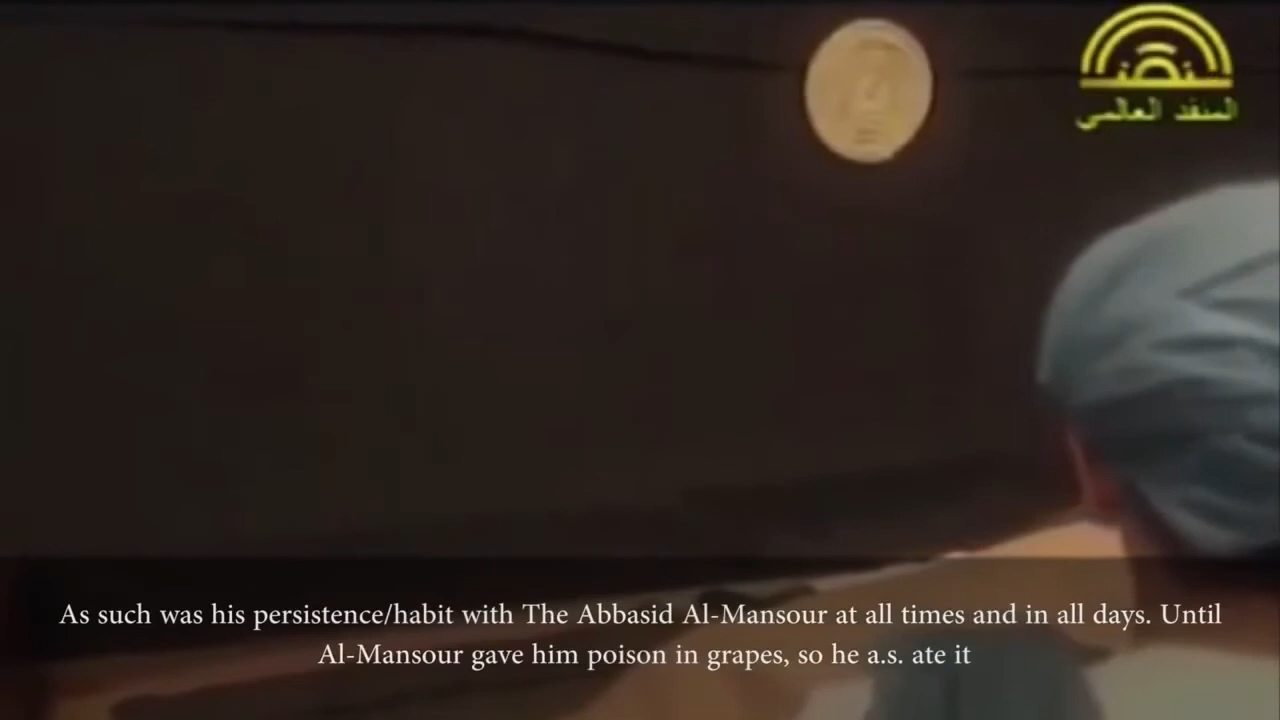 المنقذ العالمي
As such was his persistence/habit with The Abbasid Al-Mansour at all times and in all days. Until
Al-Mansour gave him poison in grapes, so he a.s. ate it